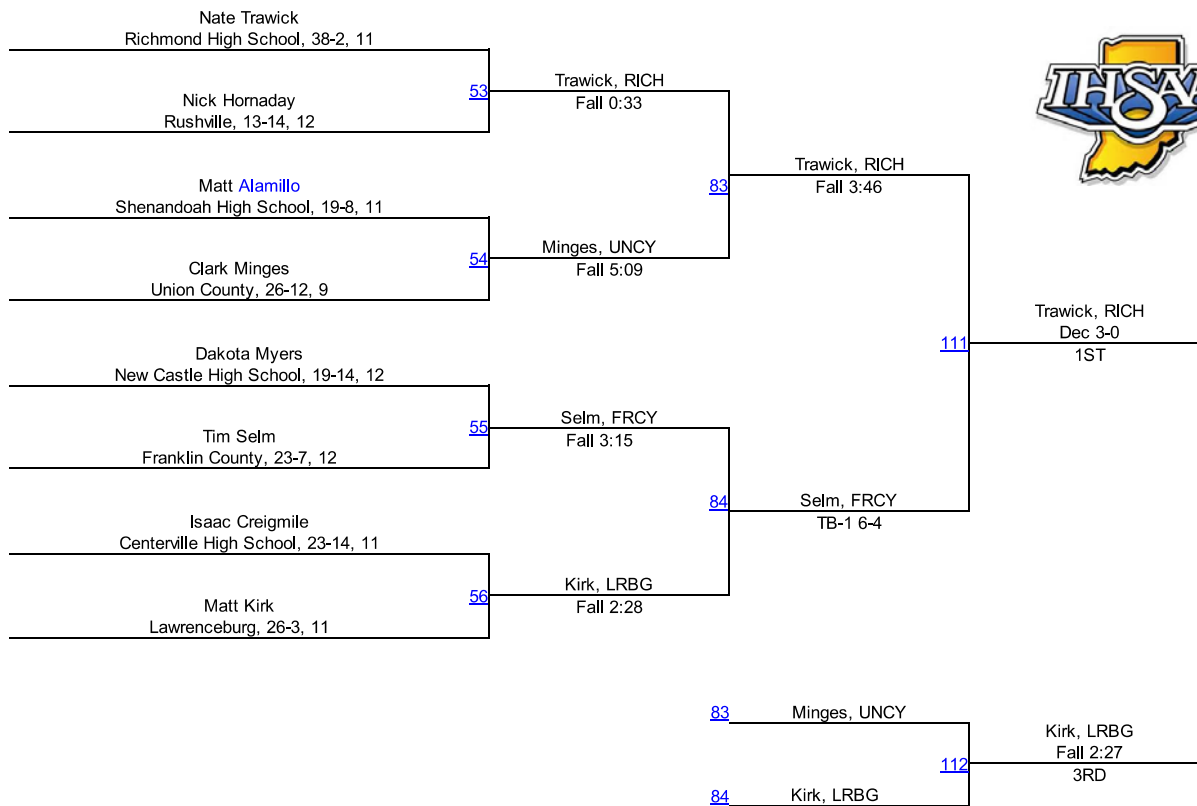 Nate Trawick
Richmond High School, 38-2, 11
53
Trawick, RICH
Fall 0:33
Nick Hornaday
Rushville, 13-14, 12
IHSAA
83
Trawick, RICH
Fall 3:46
Matt Alamillo
Shenandoah High School, 19-8, 11
54
Minges, UNCY
Fall 5:09
Clark Minges
Union County, 26-12, 9
111
Trawick, RICH
Dec 3-0
1ST
Dakota Myers
New Castle High School, 19-14, 12
55
Selm, FRCY
Fall 3:15
Tim Selm
Franklin County, 23-7, 12
84
Selm, FRCY
TB-1 6-4
Isaac Creigmile
Centerville High School, 23-14, 11
56
Kirk, LRBG
Fall 2:28
Matt Kirk
Lawrenceburg, 26-3, 11
83
Minges, UNCY
112
Kirk, LRBG
Fall 2:27
3RD
84
Kirk, LRBG